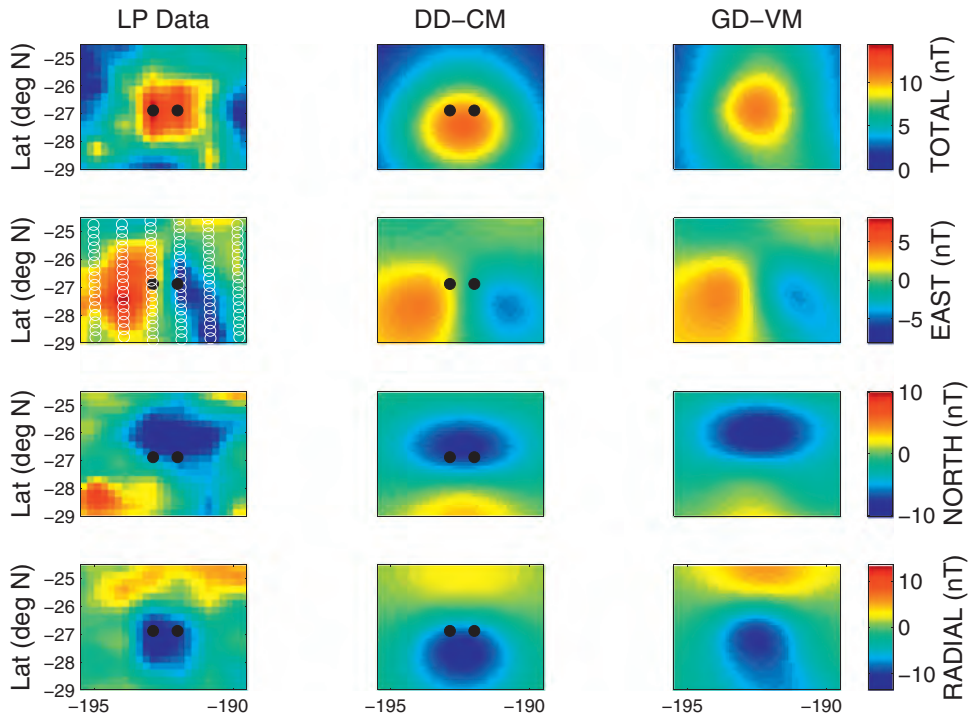 LP Data DD−CM GD−VM
Lat (deg N) −25 −26 −27 −28 −29 10 5 0 TOTAL (nT)
Lat (deg N) −25 −26 −27 −28 −29 5 0 −5 EAST (nT)
Lat (deg N) −25 −26 −27 −28 −29 10 5 0 −5 −10 NORTH (nT)
Lat (deg N) −25 −26 −27 −28 −29 10 0 −10 RADIAL (nT)
−195 −190 −195 −190 −195 −190